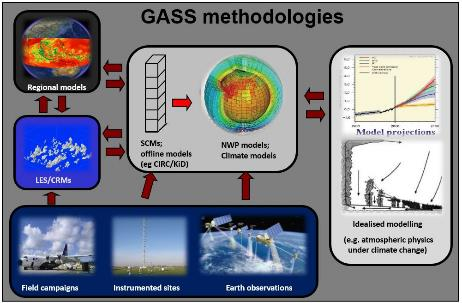 GASS methodologies
Regional models
LES/CRMs
SCMs;
offline models
(eg CIRC/KiD)
NWP models;
Climate models
Model projections
Idealised modelling
(e.g. atmospheric physics
under climate change)
Field campaigns
Instrumented sites
Earth observations